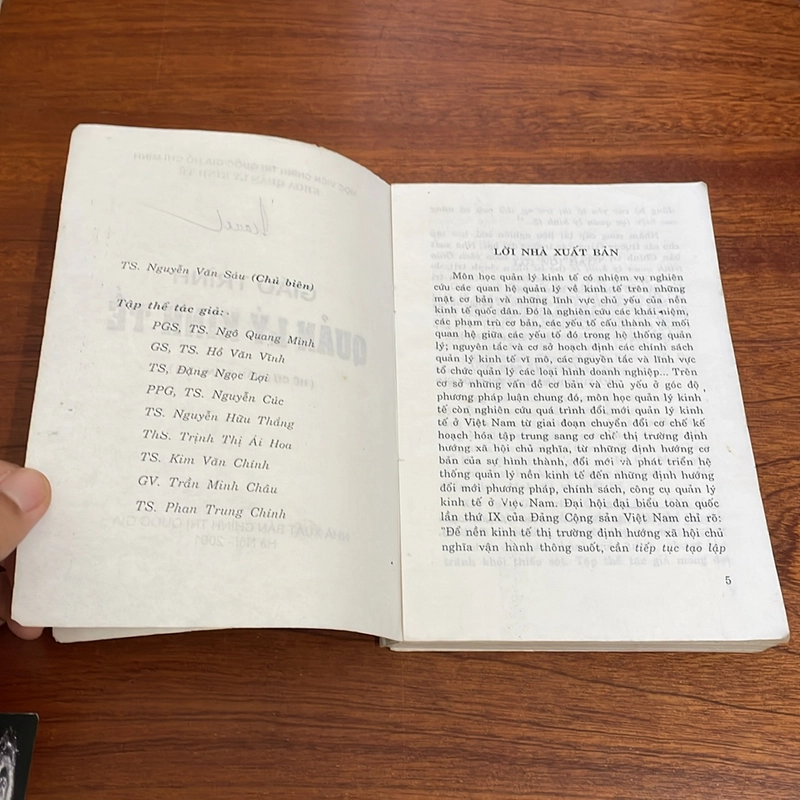 TS. Nguyễn Văn Sáu (Chủ biên)
Tập thể tác giả:
PGS, TS. Ngô Quang Minh
GS, TS. Hồ Văn Vĩnh
TS, Đặng Ngọc Lợi
PPG, TS. Nguyễn Cúc
TS. Nguyễn Hữu Thắng
ThS. Trịnh Thị Ái Hoa
TS. Kim Văn Chính
GV. Trần Minh Châu
TS. Phan Trung Chính
LỜI NHÀ XUẤT BẢN
Môn học quản lý kinh tế có nhiệm vụ nghiên
cứu các quan hệ quản lý về kinh tế trên những
mặt cơ bản và những lĩnh vực chủ yếu của nền
kinh tế quốc dân. Đó là nghiên cứu các khái niệm,
các phạm trù cơ bản, các yếu tố cấu thành và mối
quan hệ giữa các yếu tố đó trong hệ thống quản
lý; nguyên tắc và cơ sở hoạch định các chính sách
quản lý kinh tế vĩ mô, các nguyên tắc và lĩnh vực
tổ chức quản lý các loại hình doanh nghiệp... Trên
cơ sở những vấn đề cơ bản và chủ yếu ở góc độ
phương pháp luận chung đó, môn học quản lý kinh
tế còn nghiên cứu quá trình đổi mới quản lý kinh
tế ở Việt Nam từ giai đoạn chuyển đổi cơ chế kế
hoạch hóa tập trung sang cơ chế thị trường định
hướng xã hội chủ nghĩa, từ những định hướng cơ
bản của sự hình thành, đổi mới và phát triển hệ
thống quản lý nền kinh tế đến những định hướng
đổi mới phương pháp, chính sách, công cụ quản lý
kinh tế ở Việt Nam. Đại hội đại biểu toàn quốc
lần thứ IX của Đảng Cộng sản Việt Nam chỉ rõ:
"Để nền kinh tế thị trường định hướng xã hội chủ
nghĩa vận hành thông suốt, cần tiếp tục tạo lập
5